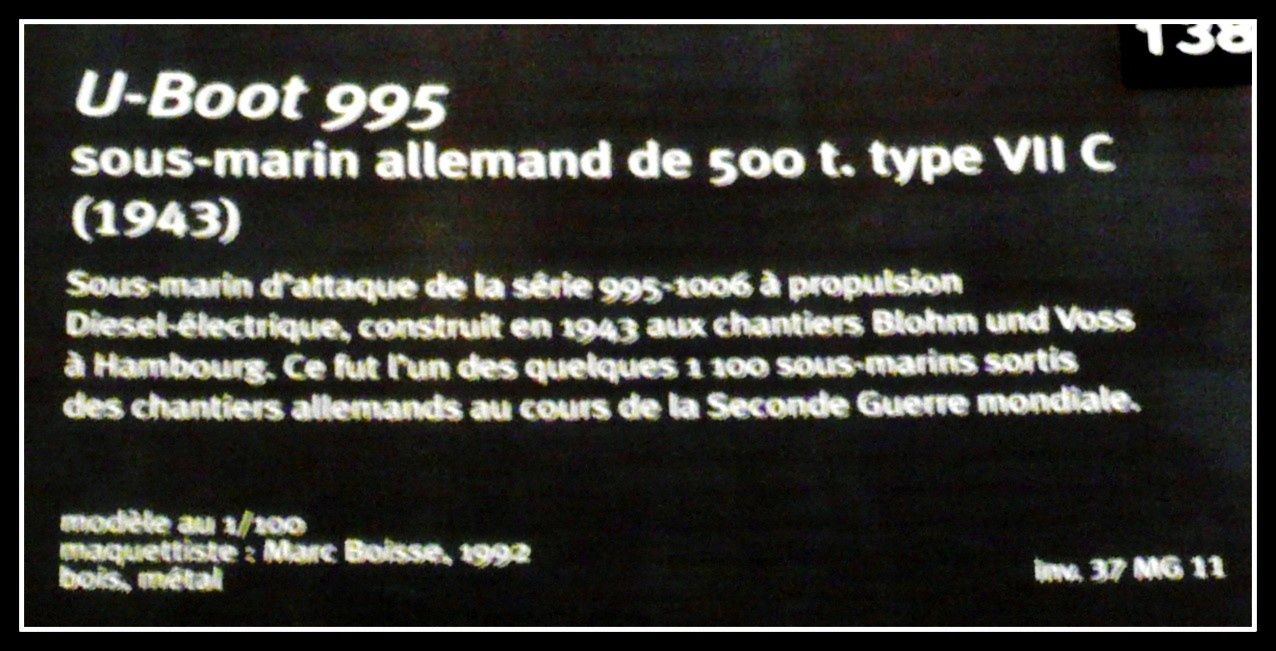 138
U-Boot 995
sous-marin allemand de 500 t. type VII C
(1943)
Sous-marin d'attaque de la série 995-1006 à propulsion
Diesel-électrique, construit en 1943 aux chantiers Blohm und Voss
à Hambourg. Ce fut l'un des quelques 1 100 sous-marins sortis
des chantiers allemands au cours de la Seconde Guerre mondiale.
modèle au 1/100
maquettiste : Marc Boisse, 1992
bois, métal
inv. 37 MG 11